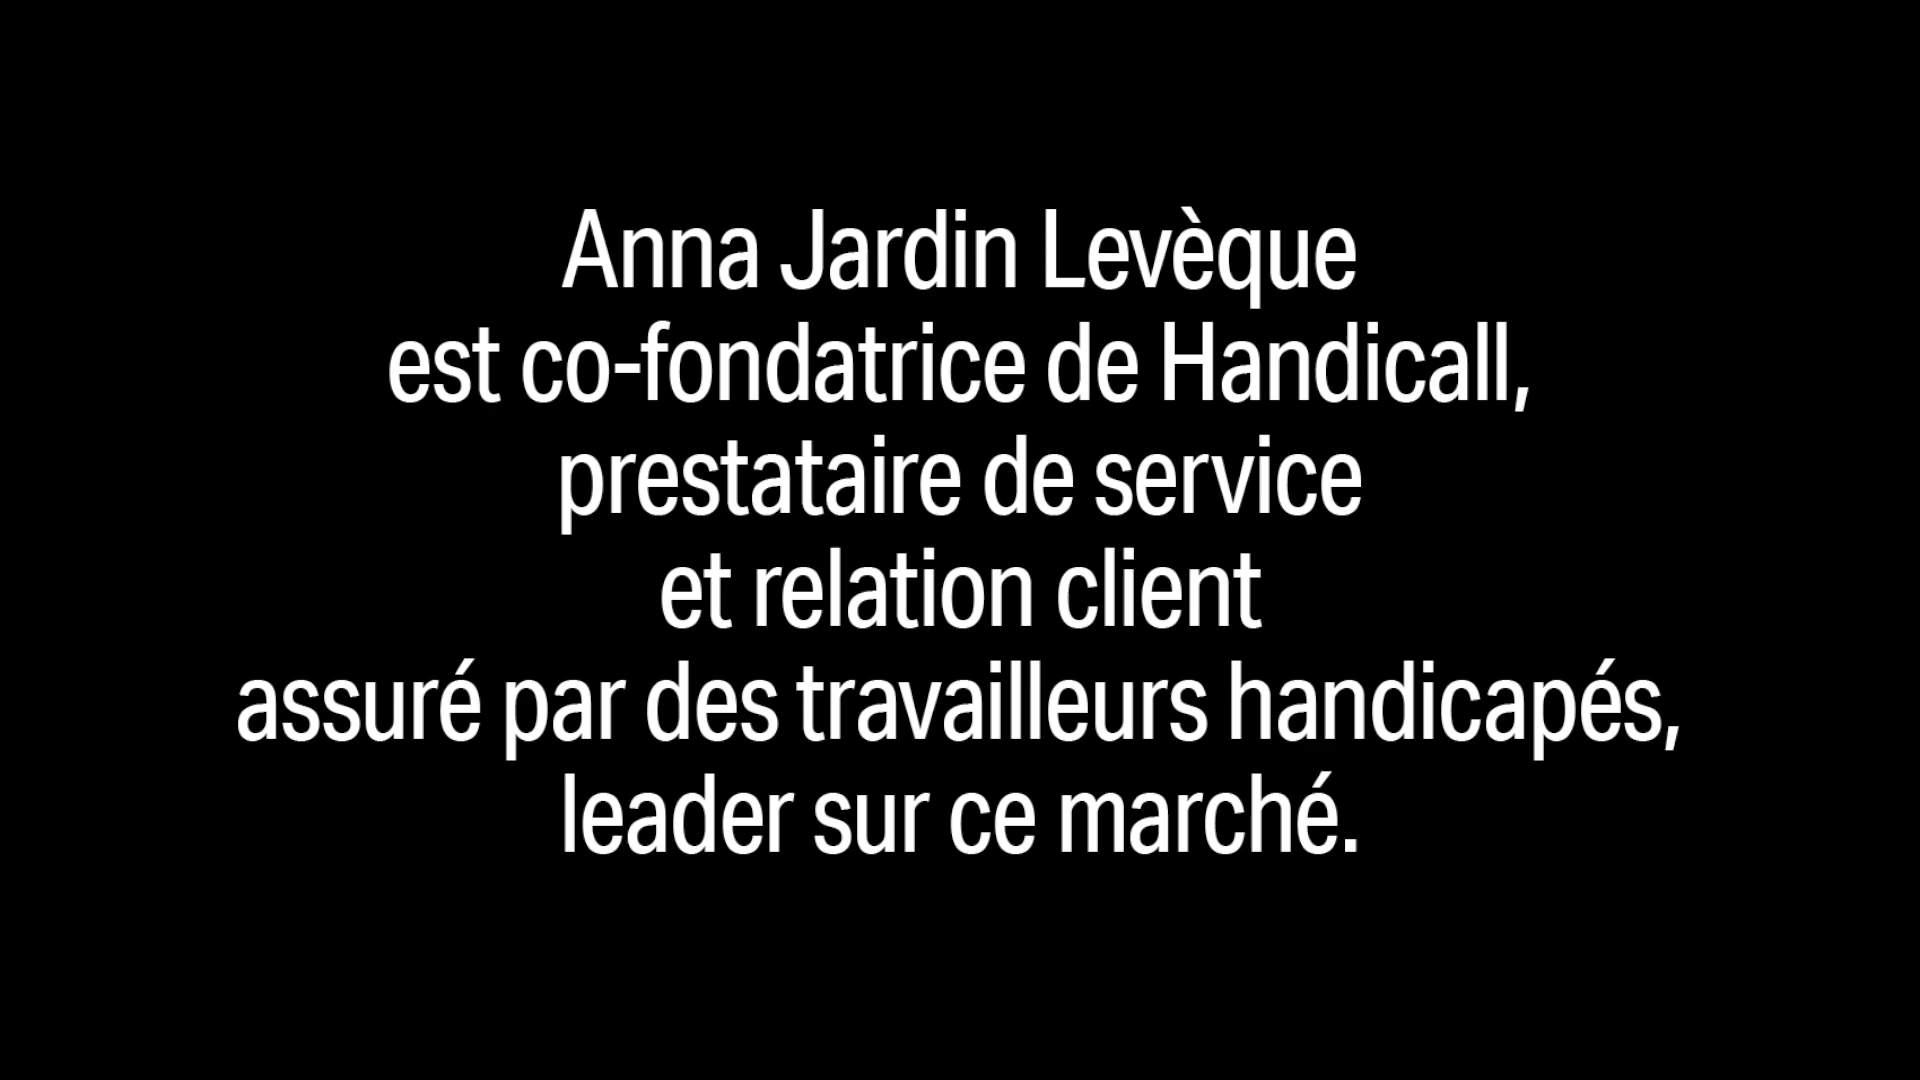 Anna Jardin Levèque
est co-fondatrice de Handicall,
prestataire de service
et relation client
assuré par des travailleurs handicapés,
leader sur ce marché.